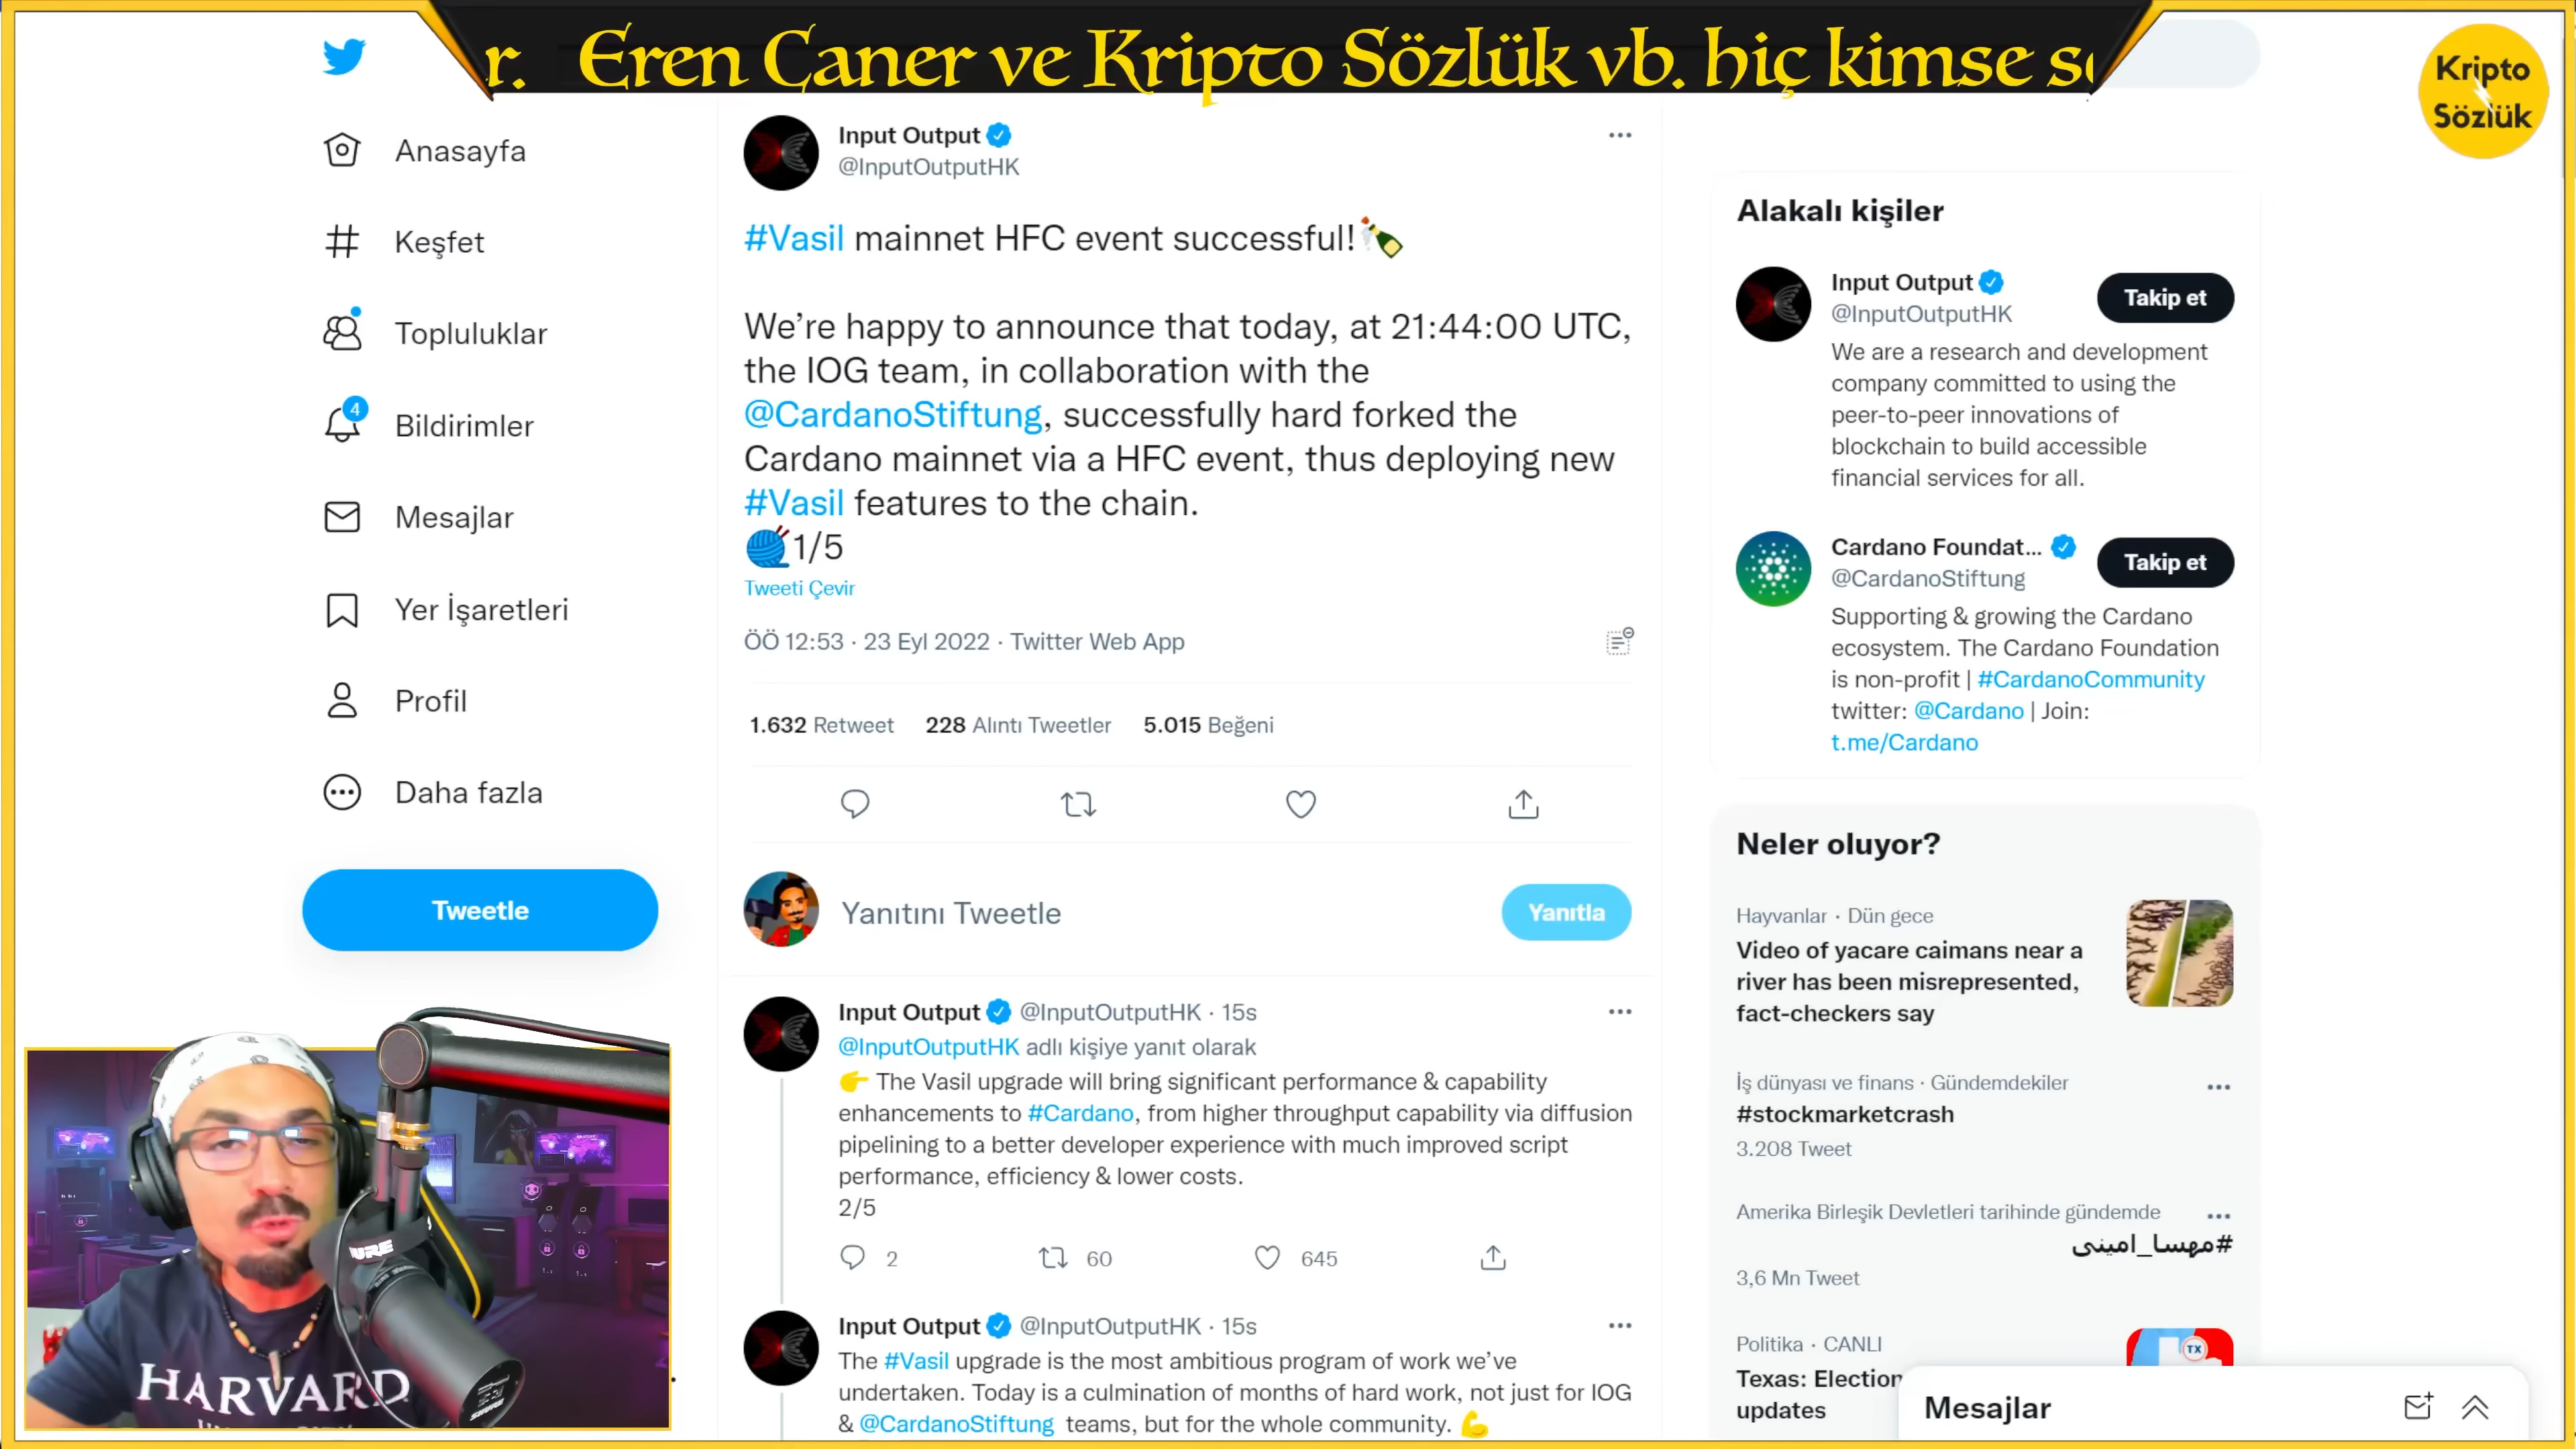 r. Eren Caner ve Kripto Sözlük vb. hiç kimse
Kripto
Sözlük
Anasayfa
Keşfet
Topluluklar
4
Bildirimler
Mesajlar
Yer İşaretleri
Profil
Daha fazla
Tweetle
Input Output
@InputOutputHK
#Vasil mainnet HFC event successful!🍾
We’re happy to announce that today, at 21:44:00 UTC,
the IOG team, in collaboration with the
@CardanoStiftung, successfully hard forked the
Cardano mainnet via a HFC event, thus deploying new
#Vasil features to the chain.
🧶1/5
Tweeti Çevir
ÖÖ 12:53 · 23 Eyl 2022 · Twitter Web App
1.632 Retweet 228 Alıntı Tweetler 5.015 Beğeni
Yanıtını Tweetle
Yanıtla
Input Output @InputOutputHK · 15s
@InputOutputHK adlı kişiye yanıt olarak
👉 The Vasil upgrade will bring significant performance & capability
enhancements to #Cardano, from higher throughput capability via diffusion
pipelining to a better developer experience with much improved script
performance, efficiency & lower costs.
2/5
2 60 645
Input Output @InputOutputHK · 15s
The #Vasil upgrade is the most ambitious program of work we’ve
undertaken. Today is a culmination of months of hard work, not just for IOG
& @CardanoStiftung teams, but for the whole community. 💪
Alakalı kişiler
Input Output
@InputOutputHK
Takip et
We are a research and development
company committed to using the
peer-to-peer innovations of
blockchain to build accessible
financial services for all.
Cardano Foundat...
@CardanoStiftung
Takip et
Supporting & growing the Cardano
ecosystem. The Cardano Foundation
is non-profit | #CardanoCommunity
twitter: @Cardano | Join:
t.me/Cardano
Neler oluyor?
Hayvanlar · Dün gece
Video of yacare caimans near a
river has been misrepresented,
fact-checkers say
İş dünyası ve finans · Gündemdekiler
#stockmarketcrash
3.208 Tweet
Amerika Birleşik Devletleri tarihinde gündemde
#مهسا_امینی
3,6 Mn Tweet
Politika · CANLI
Texas: Election
updates
TX
Mesajlar
HARVARD
SHURE